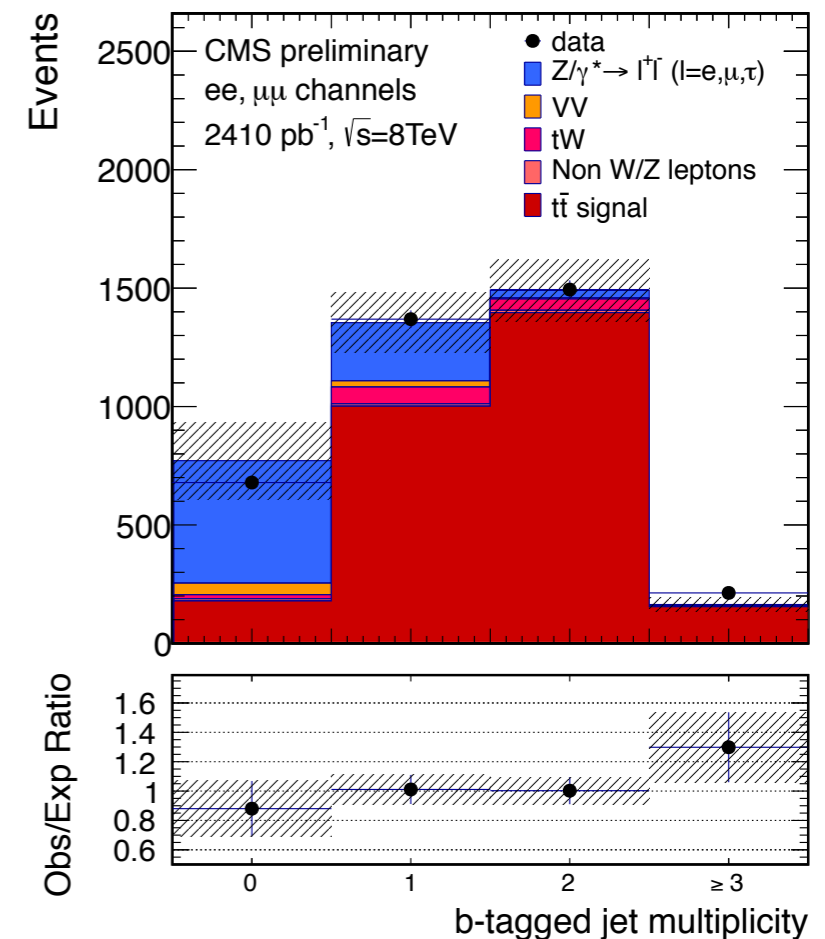 Events
2500
2000
1500
1000
500
0
CMS preliminary
ee, μμ channels
2410 pb⁻¹, √s=8TeV
data
Z/γ*→ l⁺l⁻ (l=e,μ,τ)
VV
tW
Non W/Z leptons
tt̄ signal
Obs/Exp Ratio
1.6
1.4
1.2
1
0.8
0.6
0 1 2 ≥ 3
b-tagged jet multiplicity